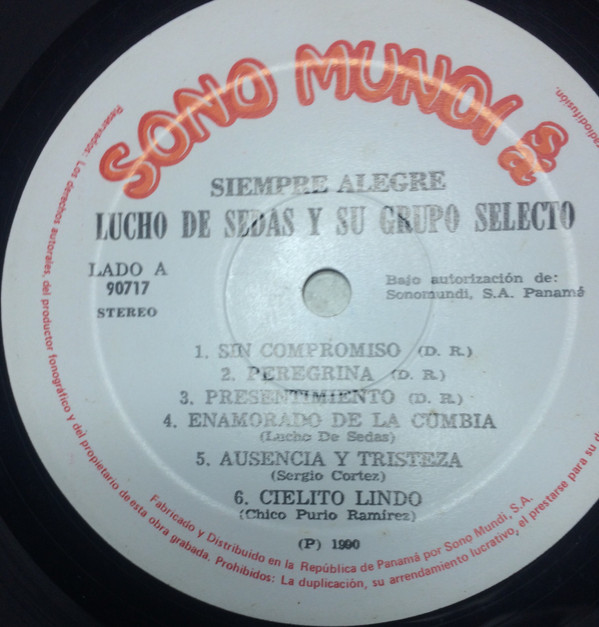 SONO MUNDI S.A.
SIEMPRE ALEGRE
LUCHO DE SEDAS Y SU GRUPO SELECTO
LADO A
90717
STEREO
Bajo autorización de:
Sonomundi, S.A. Panamá
1. SIN COMPROMISO (D. R.)
2. PEREGRINA (D. R.)
3. PRESENTIMIENTO (D. R.)
4. ENAMORADO DE LA CUMBIA
(Lucho De Sedas)
5. AUSENCIA Y TRISTEZA
(Sergio Cortez)
6. CIELITO LINDO
(Chico Purio Ramírez)
(P) 1990
Fabricado y Distribuido en la República de Panamá por Sono Mundi, S.A.
Reservados: Los derechos autorales, del productor fonográfico y del propietario de esta obra grabada. Prohibidos: La duplicación, su arrendamiento lucrativo, el prestarse para su
radiodifusión.